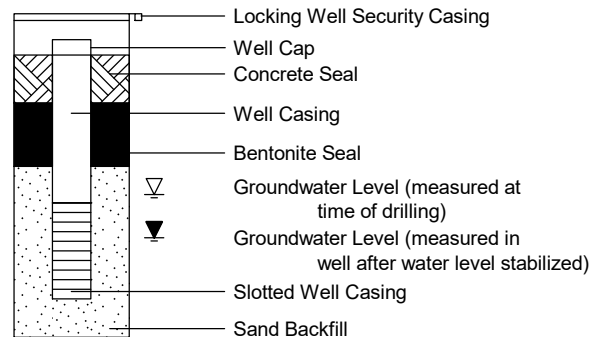 Locking Well Security Casing
Well Cap
Concrete Seal
Well Casing
Bentonite Seal
Groundwater Level (measured at
time of drilling)
Groundwater Level (measured in
well after water level stabilized)
Slotted Well Casing
Sand Backfill